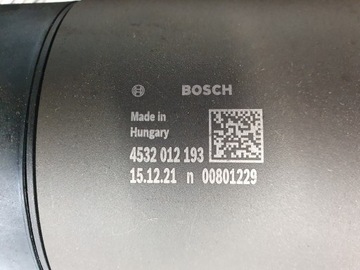 BOSCH
Made in
Hungary
4532 012 193
15.12.21 n 00801229